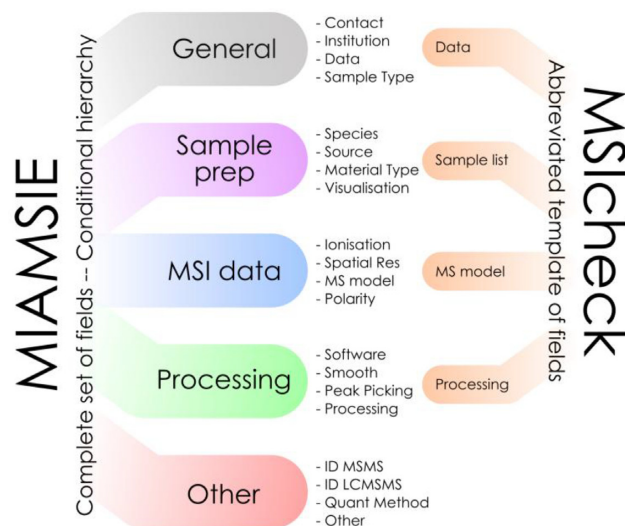 MIAMSIE
Complete set of fields -- Conditional hierarchy
General
- Contact
- Institution
- Data
- Sample Type
Sample
prep
- Species
- Source
- Material Type
- Visualisation
MSI data
- Ionisation
- Spatial Res
- MS model
- Polarity
Processing
- Software
- Smooth
- Peak Picking
- Processing
Other
- ID MSMS
- ID LCMSMS
- Quant Method
- Other
Data
Sample list
MS model
Processing
Abbreviated template of fields
MSIcheck